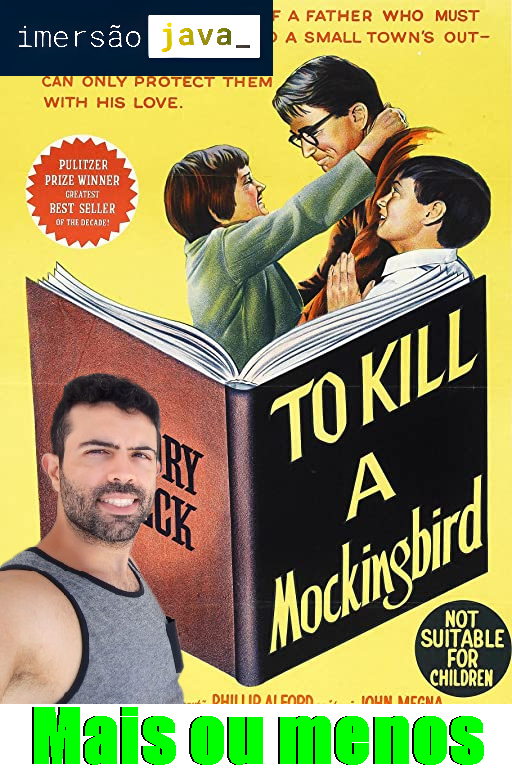 imersão java_
F A FATHER WHO MUST
A SMALL TOWN'S OUT–
CAN ONLY PROTECT THEM
WITH HIS LOVE.
PULITZER
PRIZE WINNER
GREATEST
BEST SELLER
OF THE DECADE!
TO KILL
A
Mockingbird
RY
CK
NOT
SUITABLE
FOR
CHILDREN
PHILLIP ALFORD JOHN MEGNA
Mais ou menos